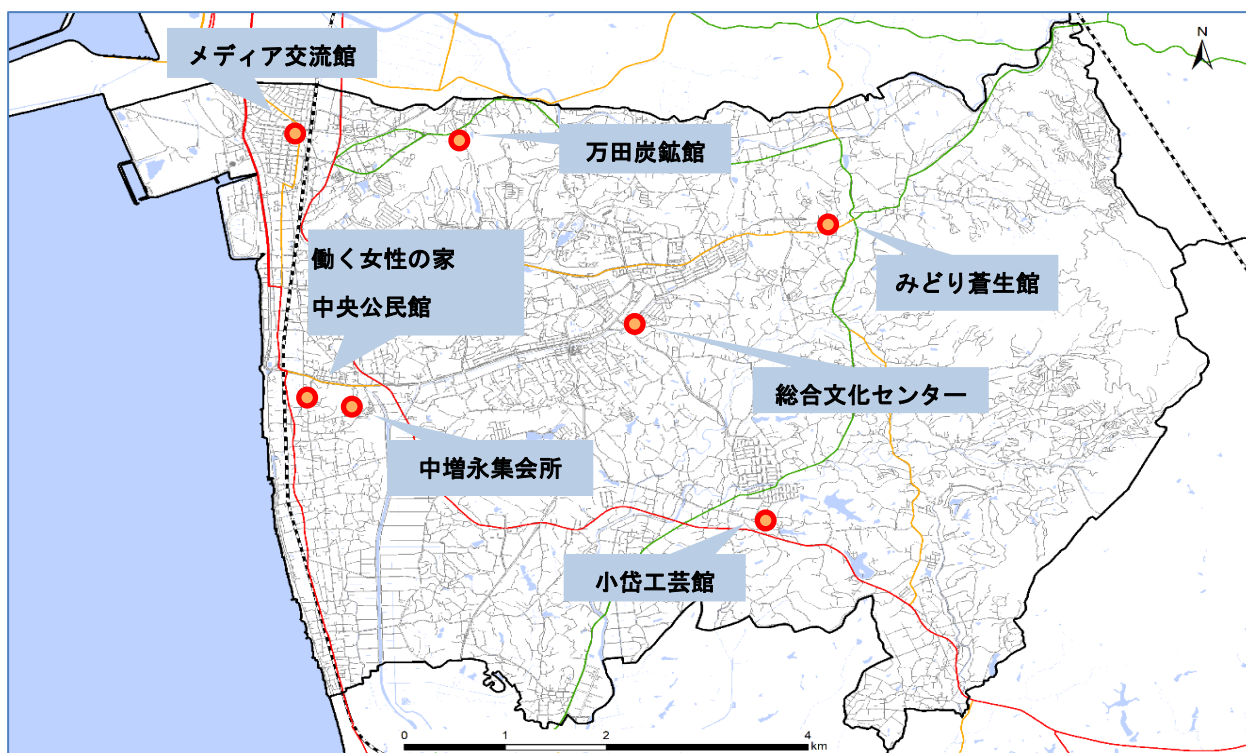 メディア交流館
N
万田炭鉱館
働く女性の家
中央公民館
みどり蒼生館
総合文化センター
中増永集会所
小岱工芸館
0 1 2 4
km